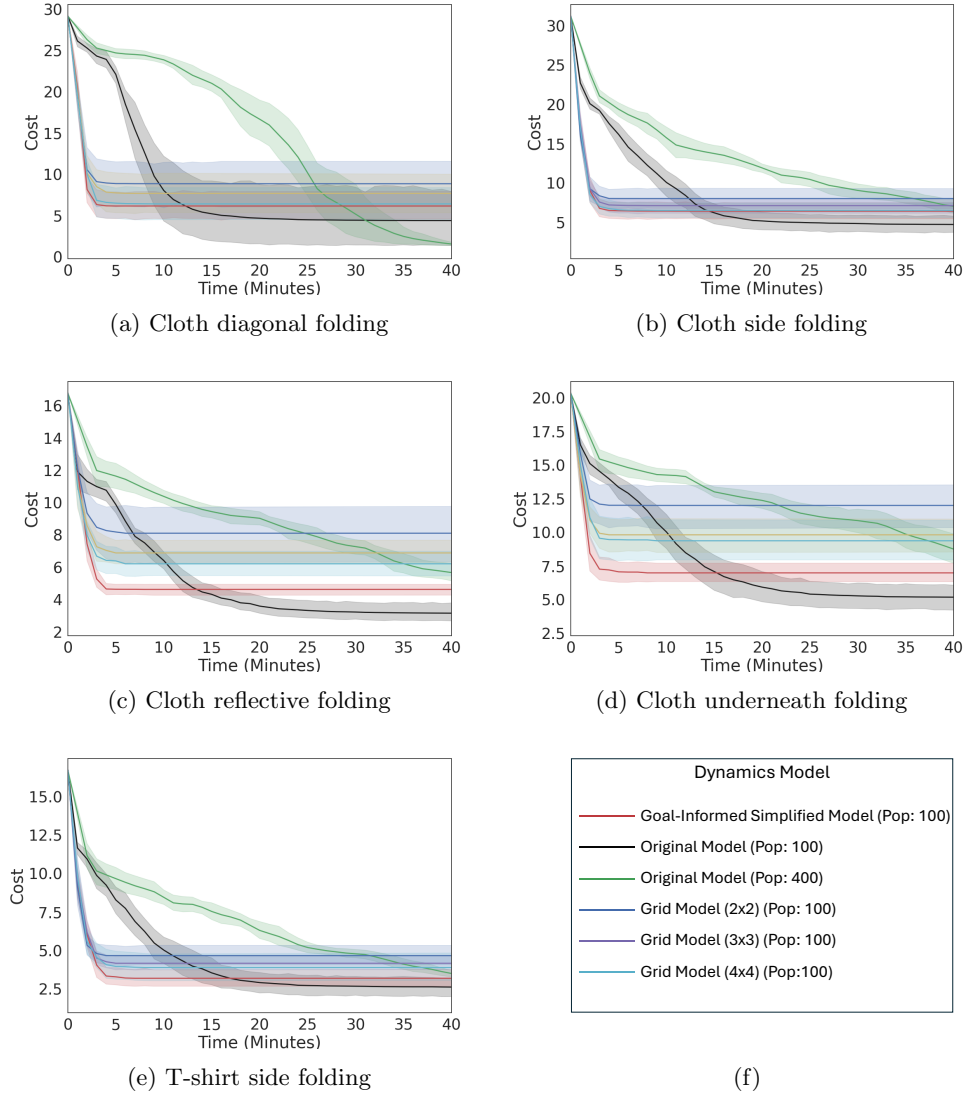 30
25
20
15
10
5
0
Cost
0 5 10 15 20 25 30 35 40
Time (Minutes)
(a) Cloth diagonal folding
30
25
20
15
10
5
Cost
0 5 10 15 20 25 30 35 40
Time (Minutes)
(b) Cloth side folding
16
14
12
10
8
6
4
2
Cost
0 5 10 15 20 25 30 35 40
Time (Minutes)
(c) Cloth reflective folding
20.0
17.5
15.0
12.5
10.0
7.5
5.0
2.5
Cost
0 5 10 15 20 25 30 35 40
Time (Minutes)
(d) Cloth underneath folding
15.0
12.5
10.0
7.5
5.0
2.5
Cost
0 5 10 15 20 25 30 35 40
Time (Minutes)
(e) T-shirt side folding
Dynamics Model
Goal-Informed Simplified Model (Pop: 100)
Original Model (Pop: 100)
Original Model (Pop: 400)
Grid Model (2x2) (Pop: 100)
Grid Model (3x3) (Pop: 100)
Grid Model (4x4) (Pop:100)
(f)